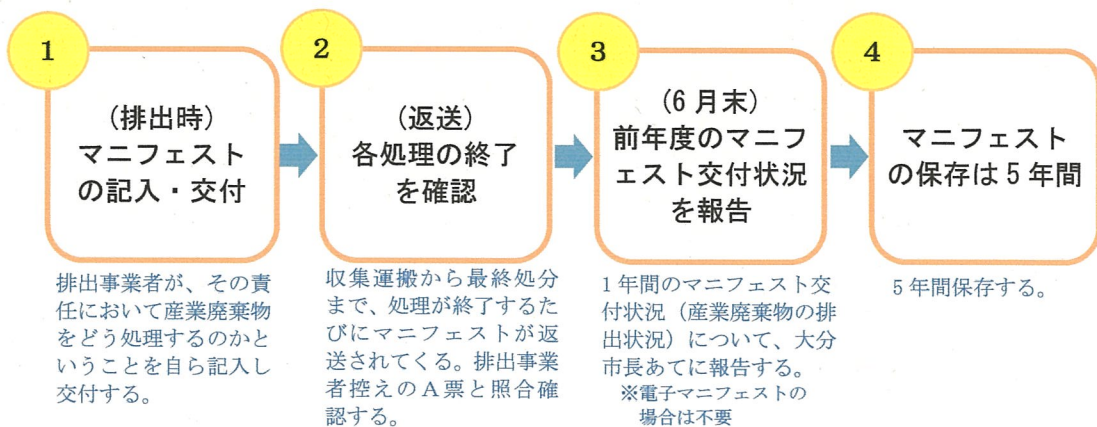 1
(排出時)
マニフェスト
の記入・交付
排出事業者が、その責
任において産業廃棄物
をどう処理するのかと
いうことを自ら記入し
交付する。
2
(返送)
各処理の終了
を確認
収集運搬から最終処分
まで、処理が終了するた
びにマニフェストが返
送されてくる。排出事業
者控えのA票と照合確
認する。
3
(6月末)
前年度のマニフ
ェスト交付状況
を報告
1年間のマニフェスト交
付状況（産業廃棄物の排
出状況）について、大分
市長あてに報告する。
※電子マニフェストの
場合は不要
4
マニフェスト
の保存は5年間
5年間保存する。